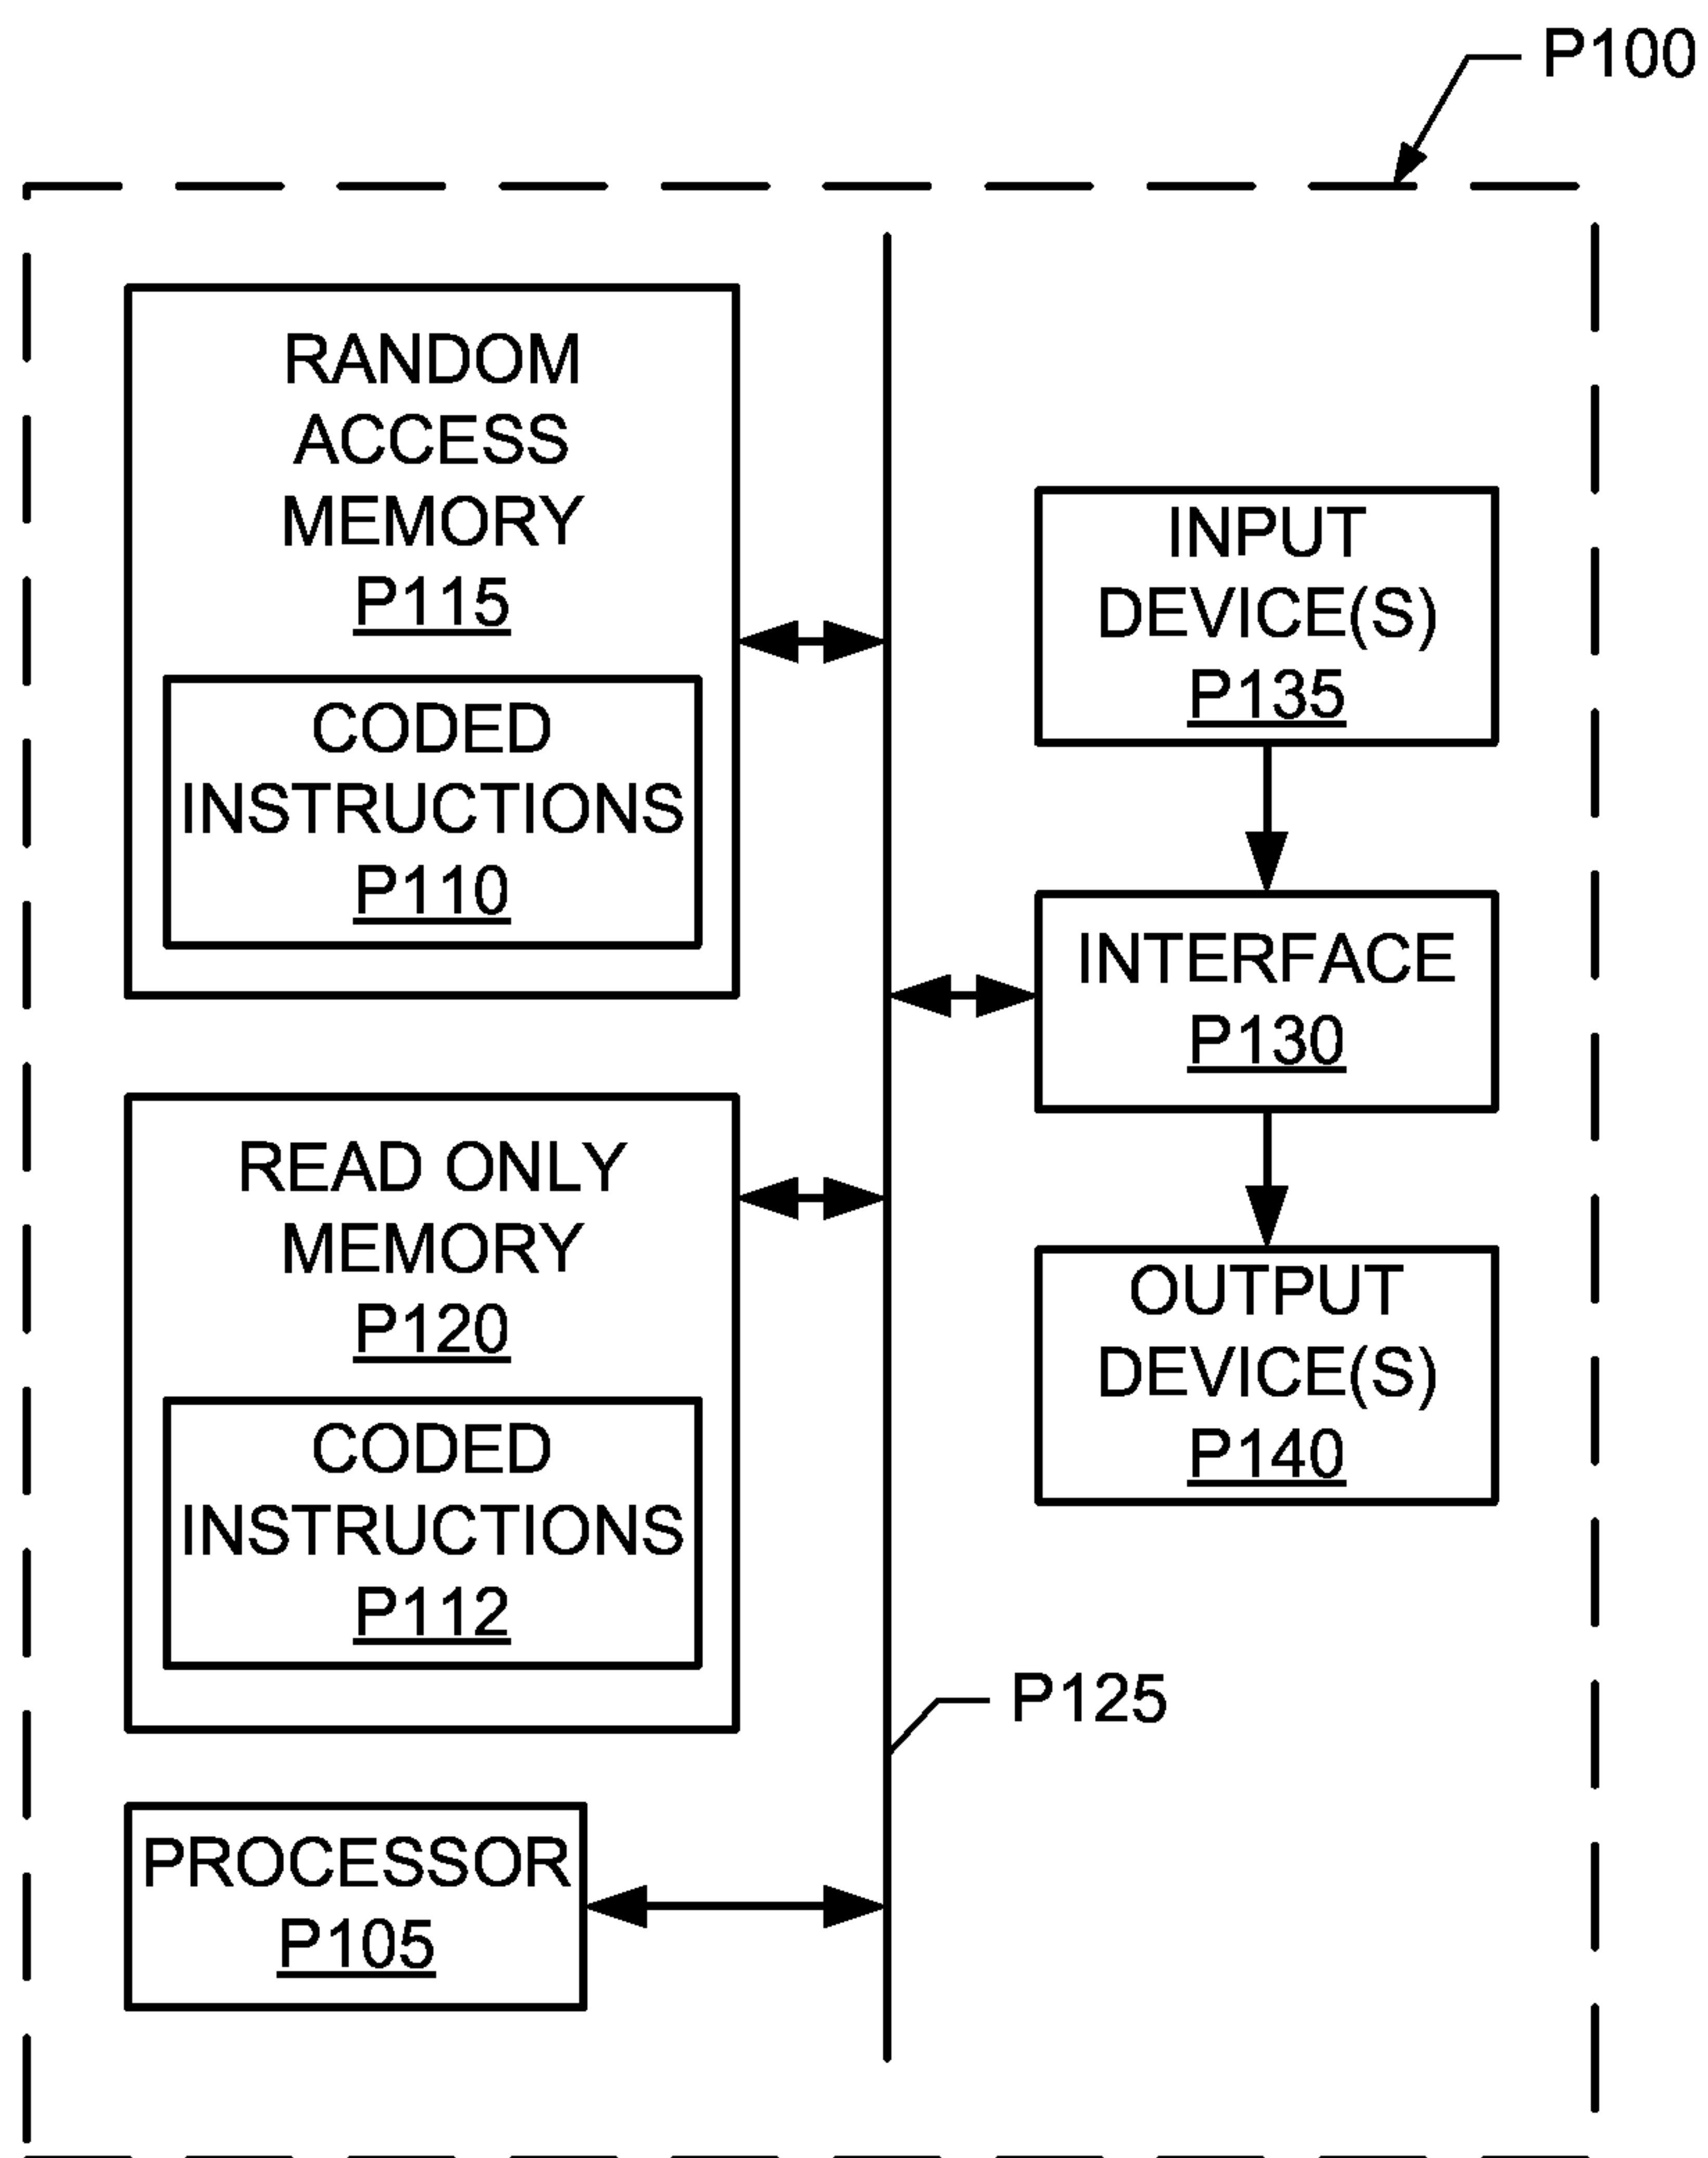 P100
RANDOM
ACCESS
MEMORY
P115
CODED
INSTRUCTIONS
P110
READ ONLY
MEMORY
P120
CODED
INSTRUCTIONS
P112
PROCESSOR
P105
INPUT
DEVICE(S)
P135
INTERFACE
P130
OUTPUT
DEVICE(S)
P140
P125